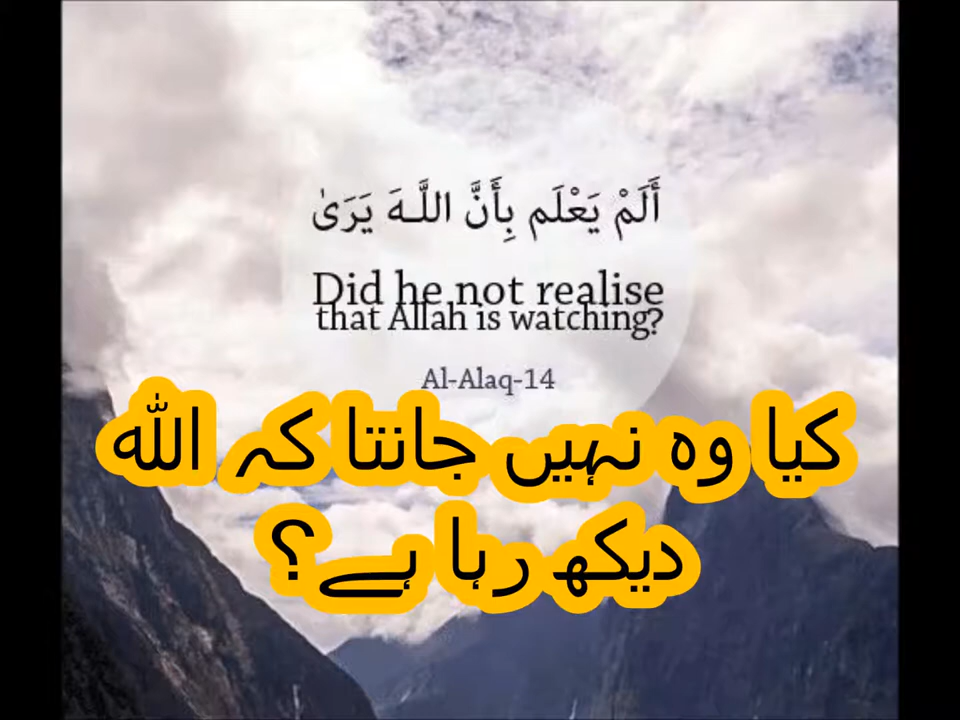 أَلَمْ يَعْلَم بِأَنَّ اللَّـهَ يَرَىٰ
Did he not realise
that Allah is watching?
Al-Alaq-14
کیا وہ نہیں جانتا کہ اللہ
دیکھ رہا ہے؟